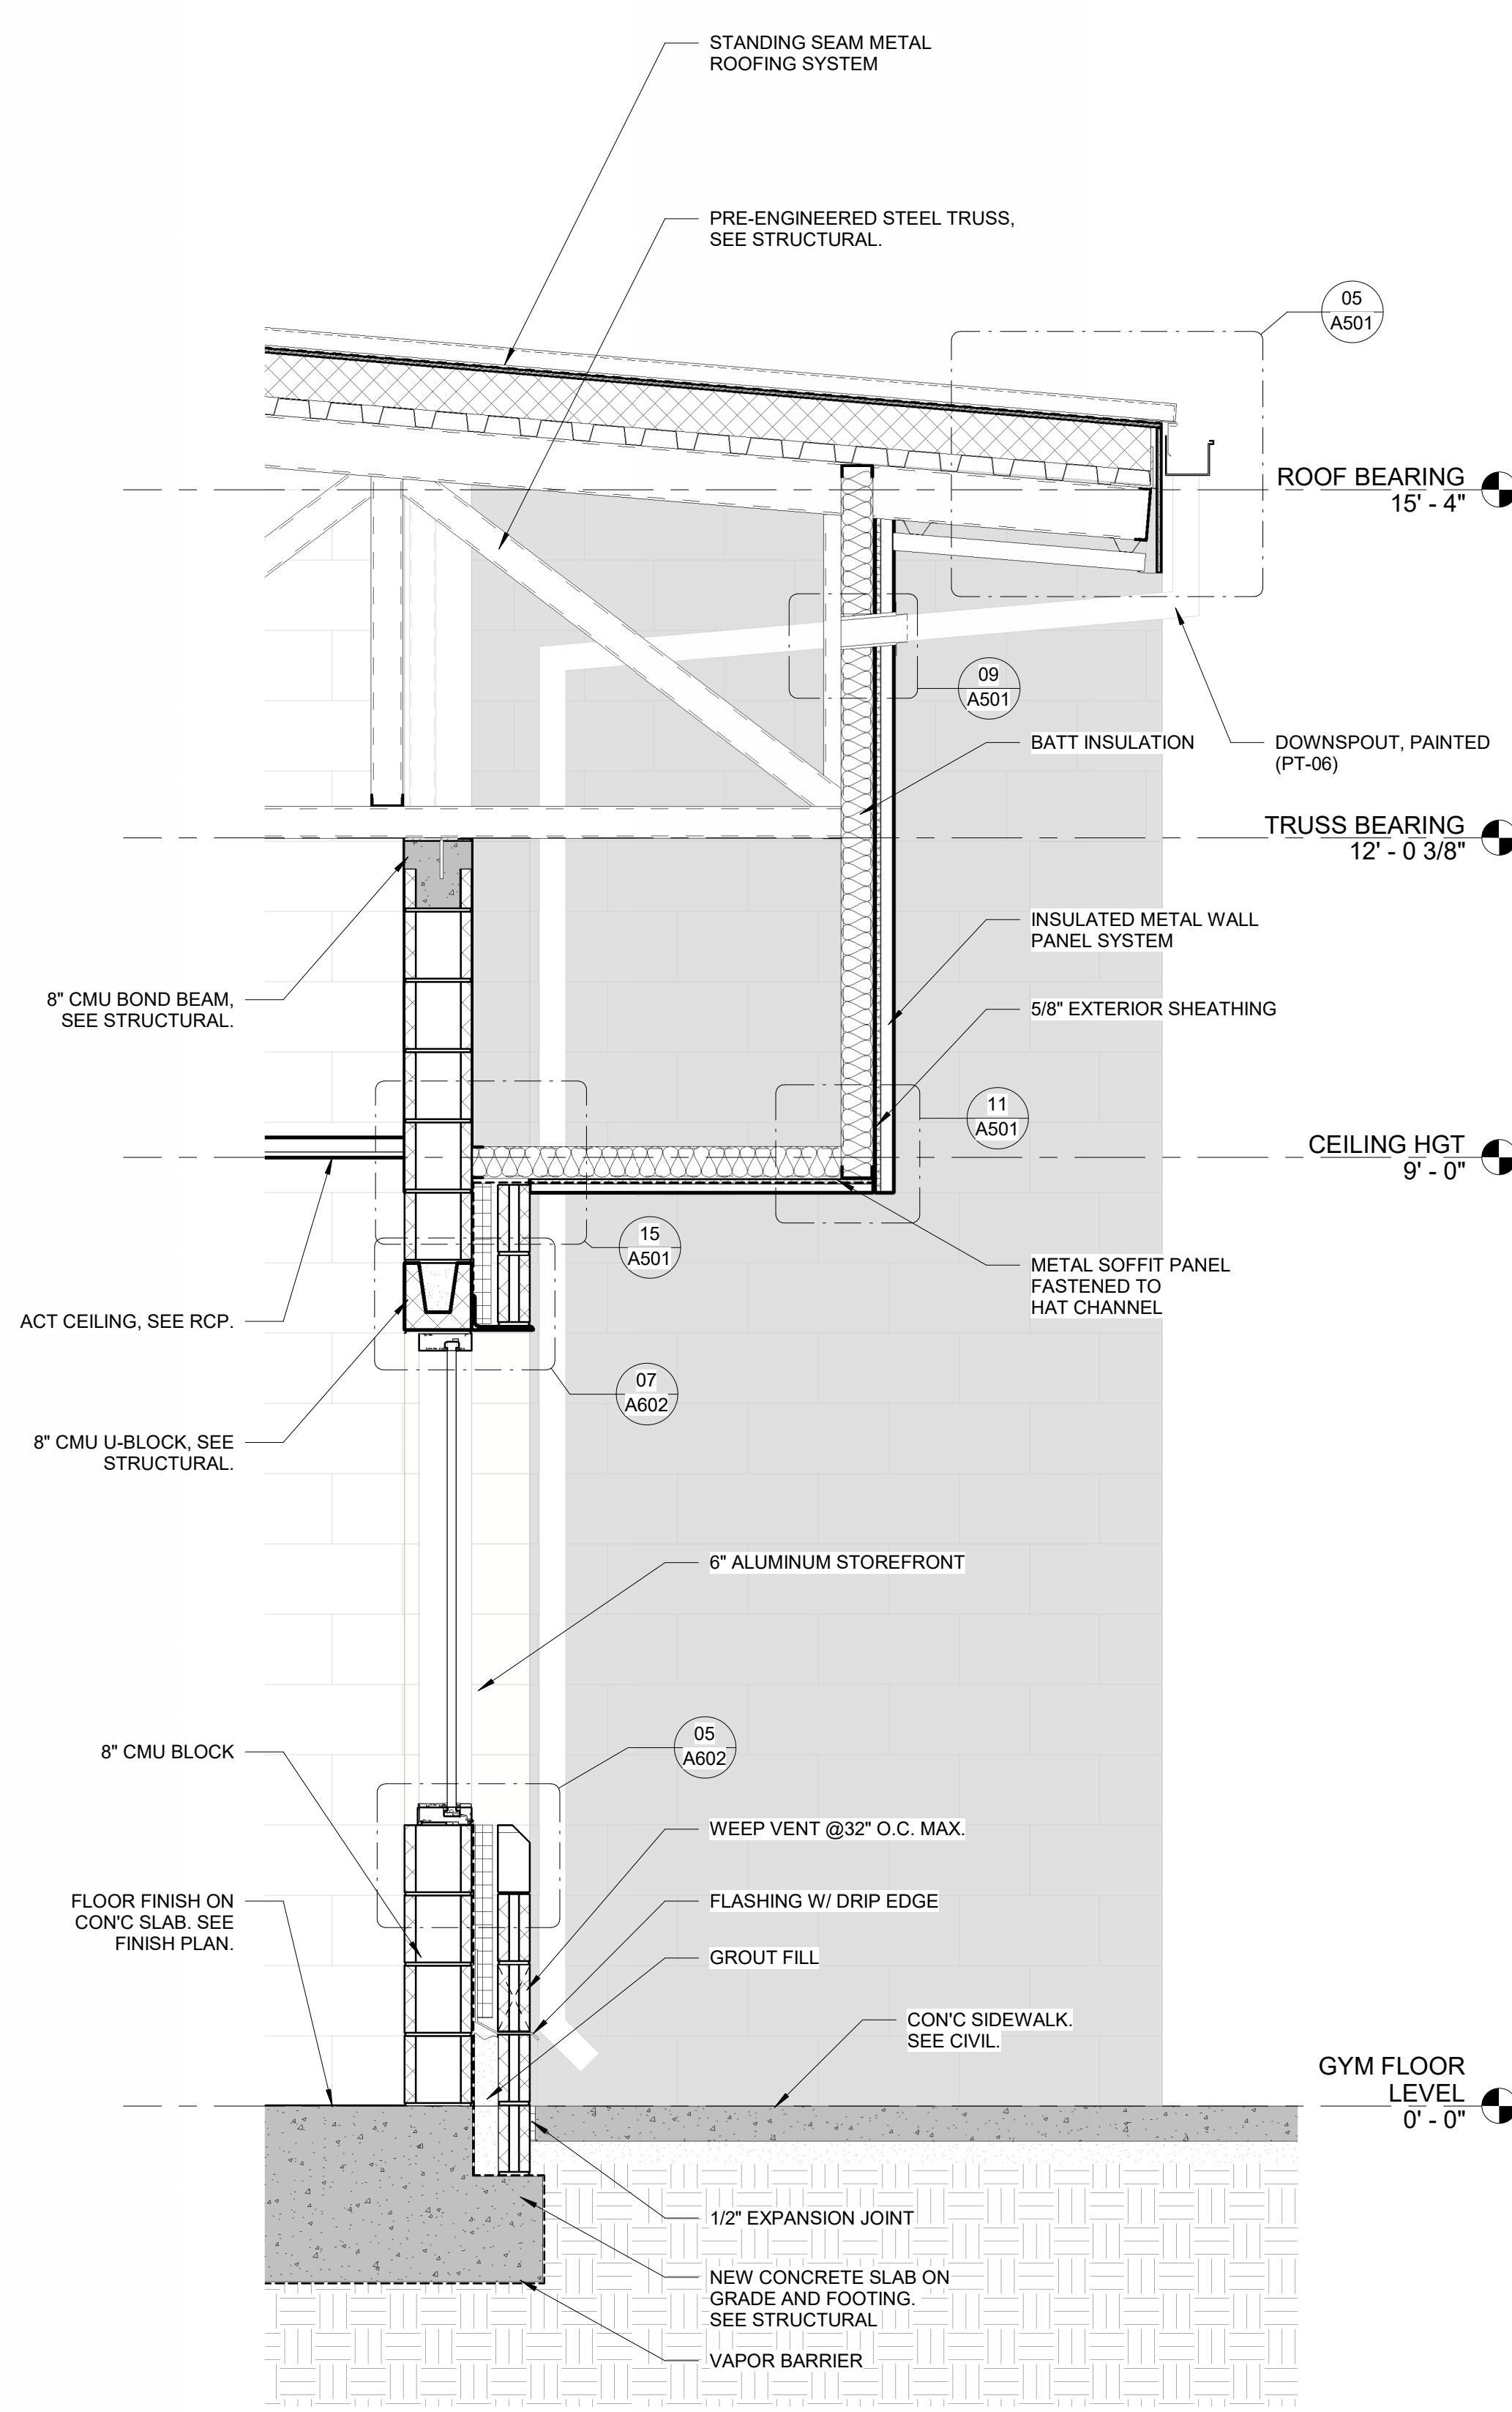 STANDING SEAM METAL
ROOFING SYSTEM
PRE-ENGINEERED STEEL TRUSS,
SEE STRUCTURAL.
05
A501
ROOF BEARING
15' - 4"
09
A501
BATT INSULATION
DOWNSPOUT, PAINTED
(PT-06)
TRUSS BEARING
12' - 0 3/8"
INSULATED METAL WALL
PANEL SYSTEM
8" CMU BOND BEAM,
SEE STRUCTURAL.
5/8" EXTERIOR SHEATHING
11
A501
CEILING HGT
9' - 0"
15
A501
METAL SOFFIT PANEL
FASTENED TO
HAT CHANNEL
ACT CEILING, SEE RCP.
07
A602
8" CMU U-BLOCK, SEE
STRUCTURAL.
6" ALUMINUM STOREFRONT
05
A602
8" CMU BLOCK
WEEP VENT @32" O.C. MAX.
FLOOR FINISH ON
CON'C SLAB. SEE
FINISH PLAN.
FLASHING W/ DRIP EDGE
GROUT FILL
CON'C SIDEWALK.
SEE CIVIL.
GYM FLOOR
LEVEL
0' - 0"
1/2" EXPANSION JOINT
NEW CONCRETE SLAB ON
GRADE AND FOOTING.
SEE STRUCTURAL
VAPOR BARRIER